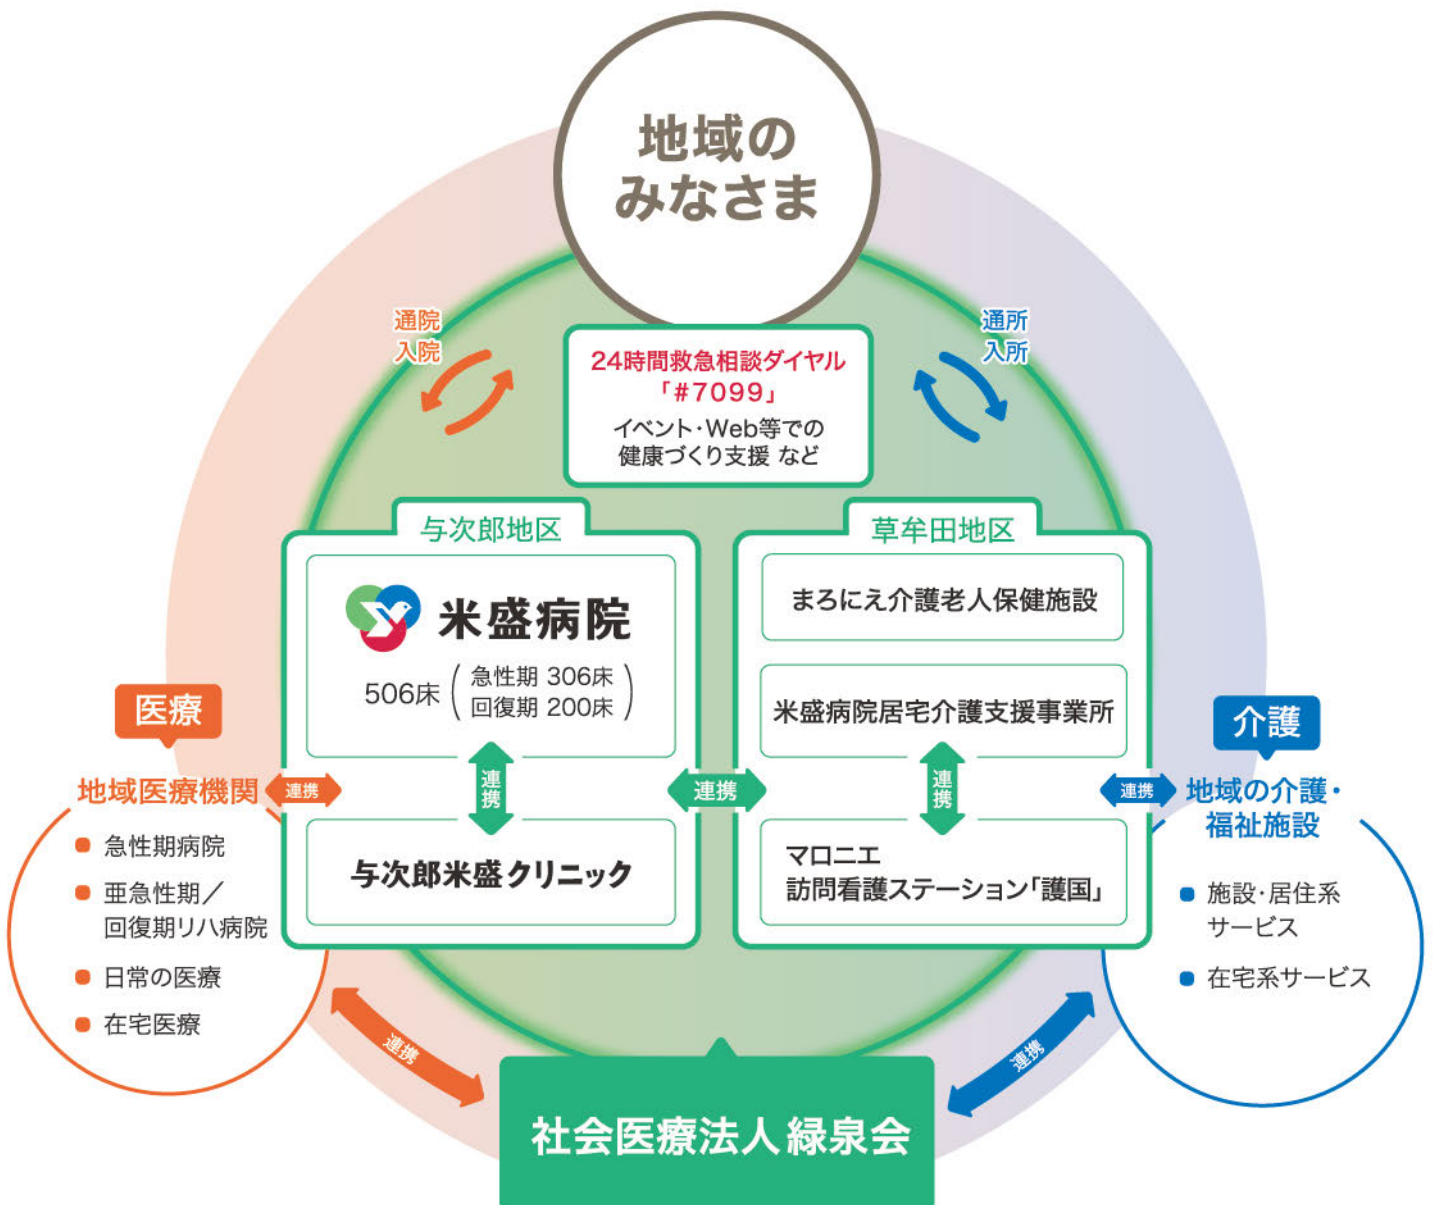 地域の
みなさま
通院
入院
通所
入所
24時間救急相談ダイヤル
「#7099」
イベント・Web等での
健康づくり支援 など
与次郎地区
米盛病院
506床
急性期 306床
回復期 200床
連携
与次郎米盛クリニック
連携
草牟田地区
まろにえ介護老人保健施設
米盛病院居宅介護支援事業所
連携
マロニエ
訪問看護ステーション「護国」
医療
地域医療機関
連携
急性期病院
亜急性期／
回復期リハ病院
日常の医療
在宅医療
連携
介護
連携
地域の介護・
福祉施設
施設・居住系
サービス
在宅系サービス
連携
社会医療法人緑泉会